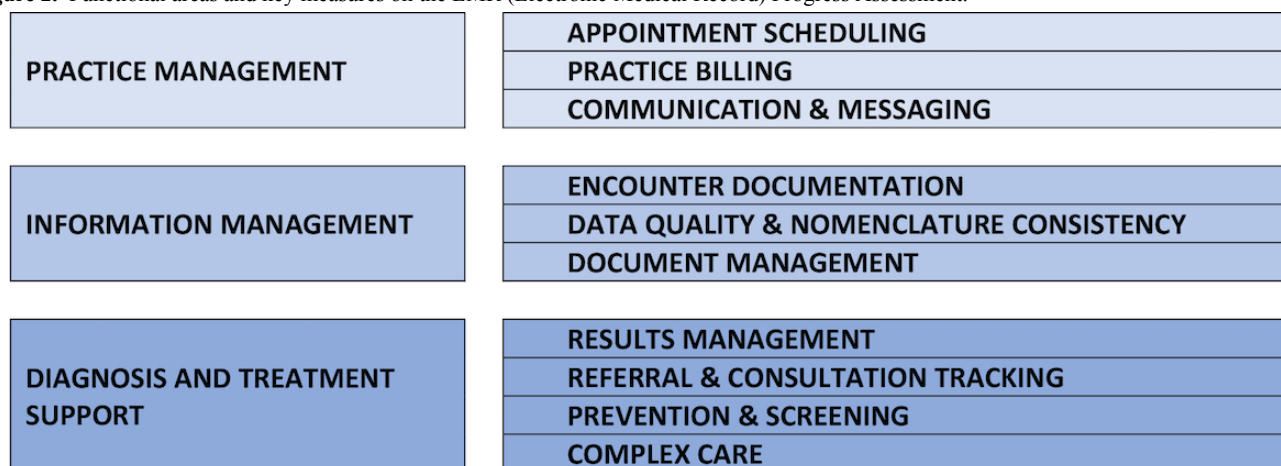 PRACTICE MANAGEMENT
APPOINTMENT SCHEDULING
PRACTICE BILLING
COMMUNICATION & MESSAGING
INFORMATION MANAGEMENT
ENCOUNTER DOCUMENTATION
DATA QUALITY & NOMENCLATURE CONSISTENCY
DOCUMENT MANAGEMENT
DIAGNOSIS AND TREATMENT
SUPPORT
RESULTS MANAGEMENT
REFERRAL & CONSULTATION TRACKING
PREVENTION & SCREENING
COMPLEX CARE